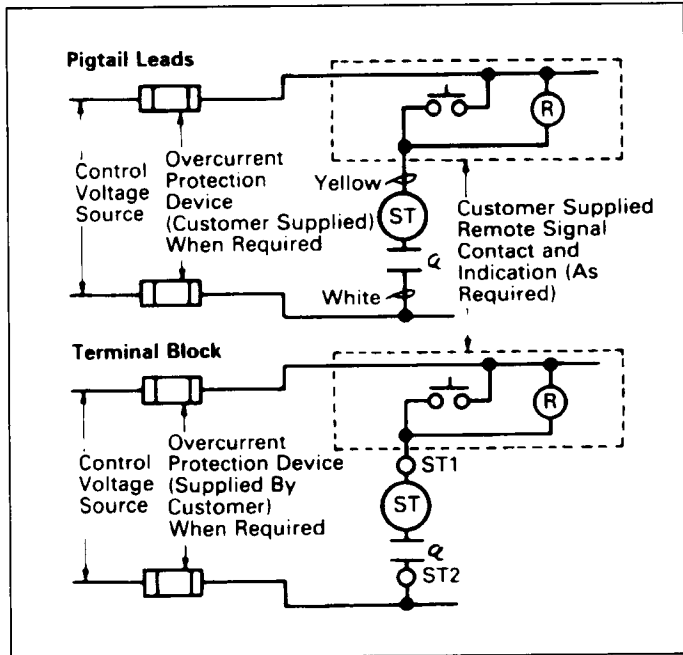 Pigtail Leads
R
Control
Voltage
Source
Overcurrent
Protection
Device
(Customer Supplied)
When Required
Yellow
ST
a
White
Customer Supplied
Remote Signal
Contact and
Indication (As
Required)
Terminal Block
R
Control
Voltage
Source
Overcurrent
Protection Device
(Supplied By
Customer)
When Required
ST1
ST
a
ST2